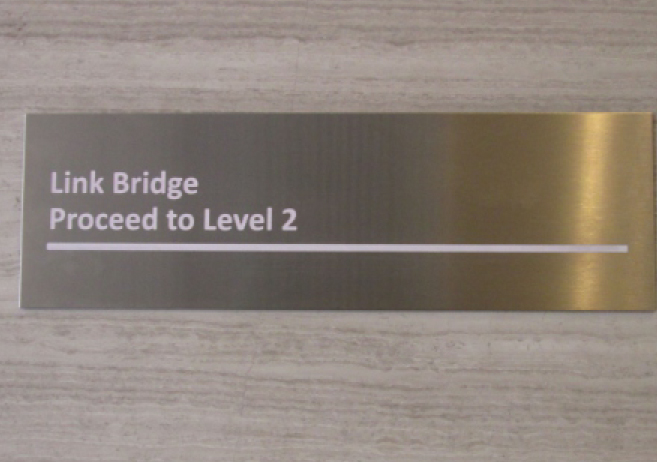 Link Bridge
Proceed to Level 2